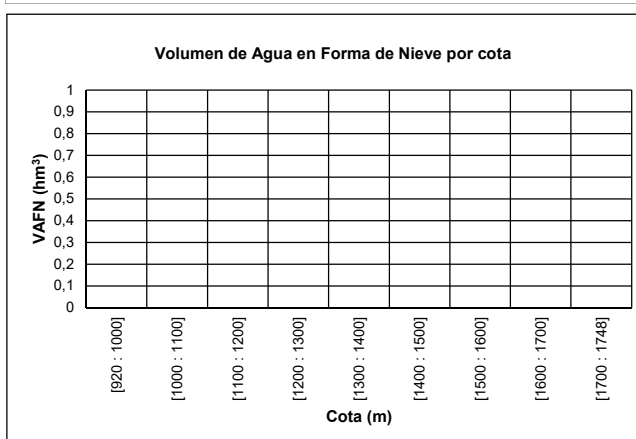 Volumen de Agua en Forma de Nieve por cota
VAFN (hm³)
1
0,9
0,8
0,7
0,6
0,5
0,4
0,3
0,2
0,1
0
[920 : 1000]
[1000 : 1100]
[1100 : 1200]
[1200 : 1300]
[1300 : 1400]
[1400 : 1500]
[1500 : 1600]
[1600 : 1700]
[1700 : 1748]
Cota (m)